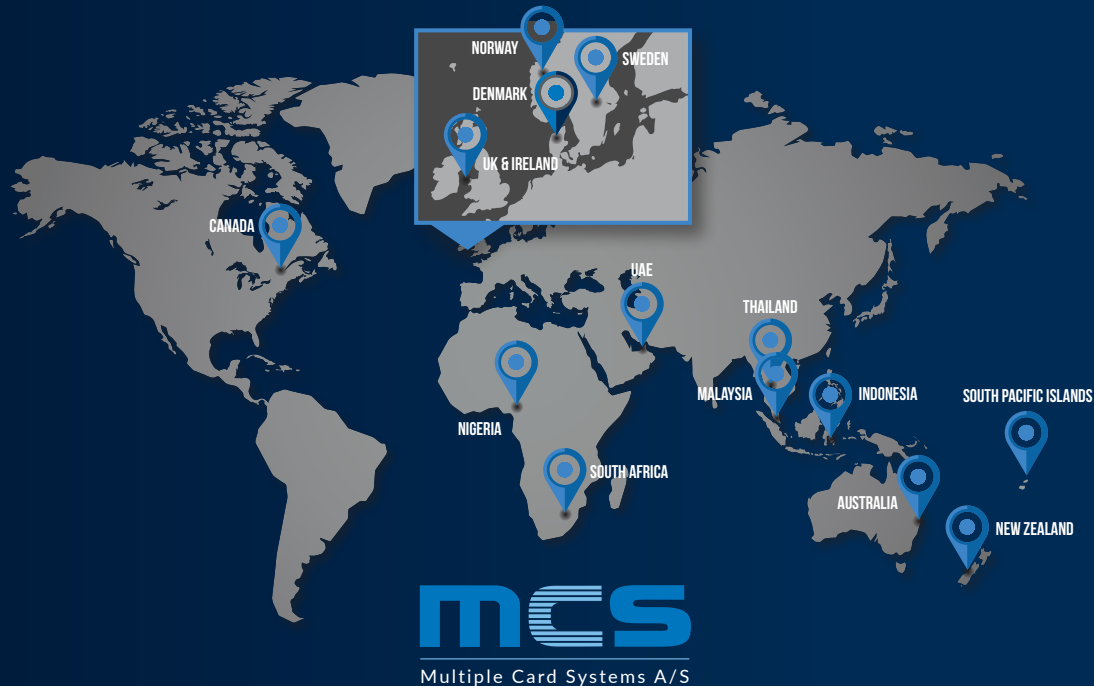 NORWAY
SWEDEN
DENMARK
UK & IRELAND
CANADA
UAE
THAILAND
MALAYSIA
INDONESIA
SOUTH PACIFIC ISLANDS
NIGERIA
SOUTH AFRICA
AUSTRALIA
NEW ZEALAND
mcs
Multiple Card Systems A/S